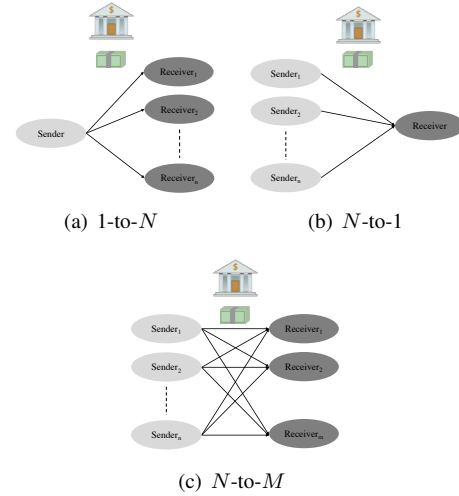 $
$
Receiver₁
Sender₁
Receiver₂
Sender₂
Sender
Receiver
Receiverₙ
Senderₙ
(a) 1-to-N
(b) N-to-1
$
Sender₁
Receiver₁
Sender₂
Receiver₂
Senderₙ
Receiverₘ
(c) N-to-M